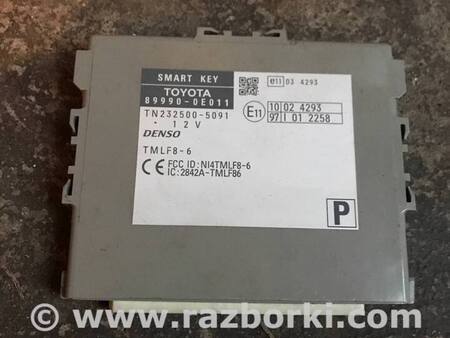 SMART KEY
TOYOTA
89990-0E011
TN232500-5091
12V
DENSO
TMLF8-6
CE FCC ID: NI4TMLF8-6
IC: 2842A-TMLF86
e11 03 4293
E11
10 02 4293
97 I 01 2258
P
www.razborki.com